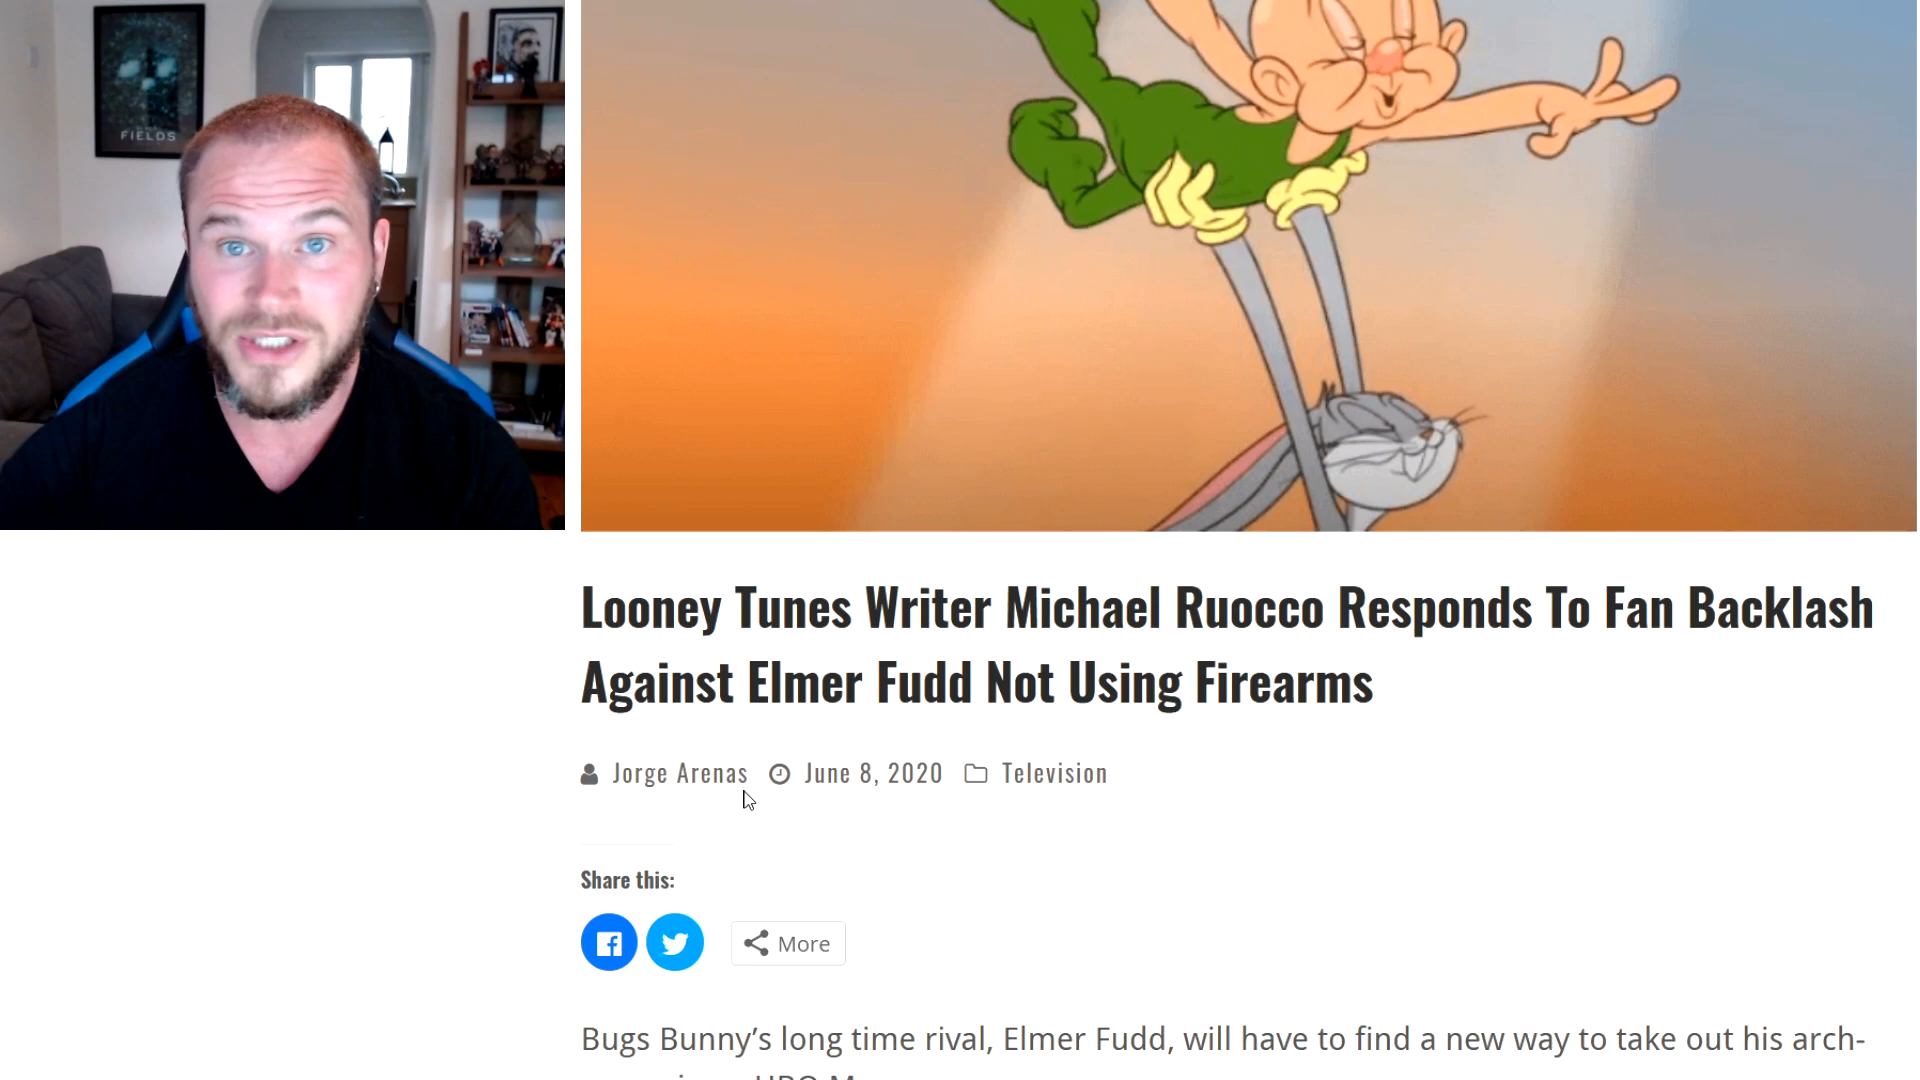 FIELDS
Looney Tunes Writer Michael Ruocco Responds To Fan Backlash
Against Elmer Fudd Not Using Firearms
Jorge Arenas June 8, 2020 Television
Share this:
More
Bugs Bunny’s long time rival, Elmer Fudd, will have to find a new way to take out his arch-